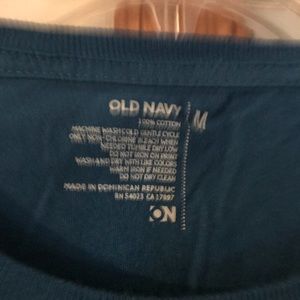 OLD NAVY
M
100% COTTON
MACHINE WASH COLD GENTLE CYCLE
ONLY NON-CHLORINE BLEACH WHEN
NEEDED TUMBLE DRY LOW
DO NOT IRON ON PRINT
WASH AND DRY WITH LIKE COLORS
WARM IRON IF NEEDED
DO NOT DRY CLEAN
MADE IN DOMINICAN REPUBLIC
RN 54023 CA 17897
ON